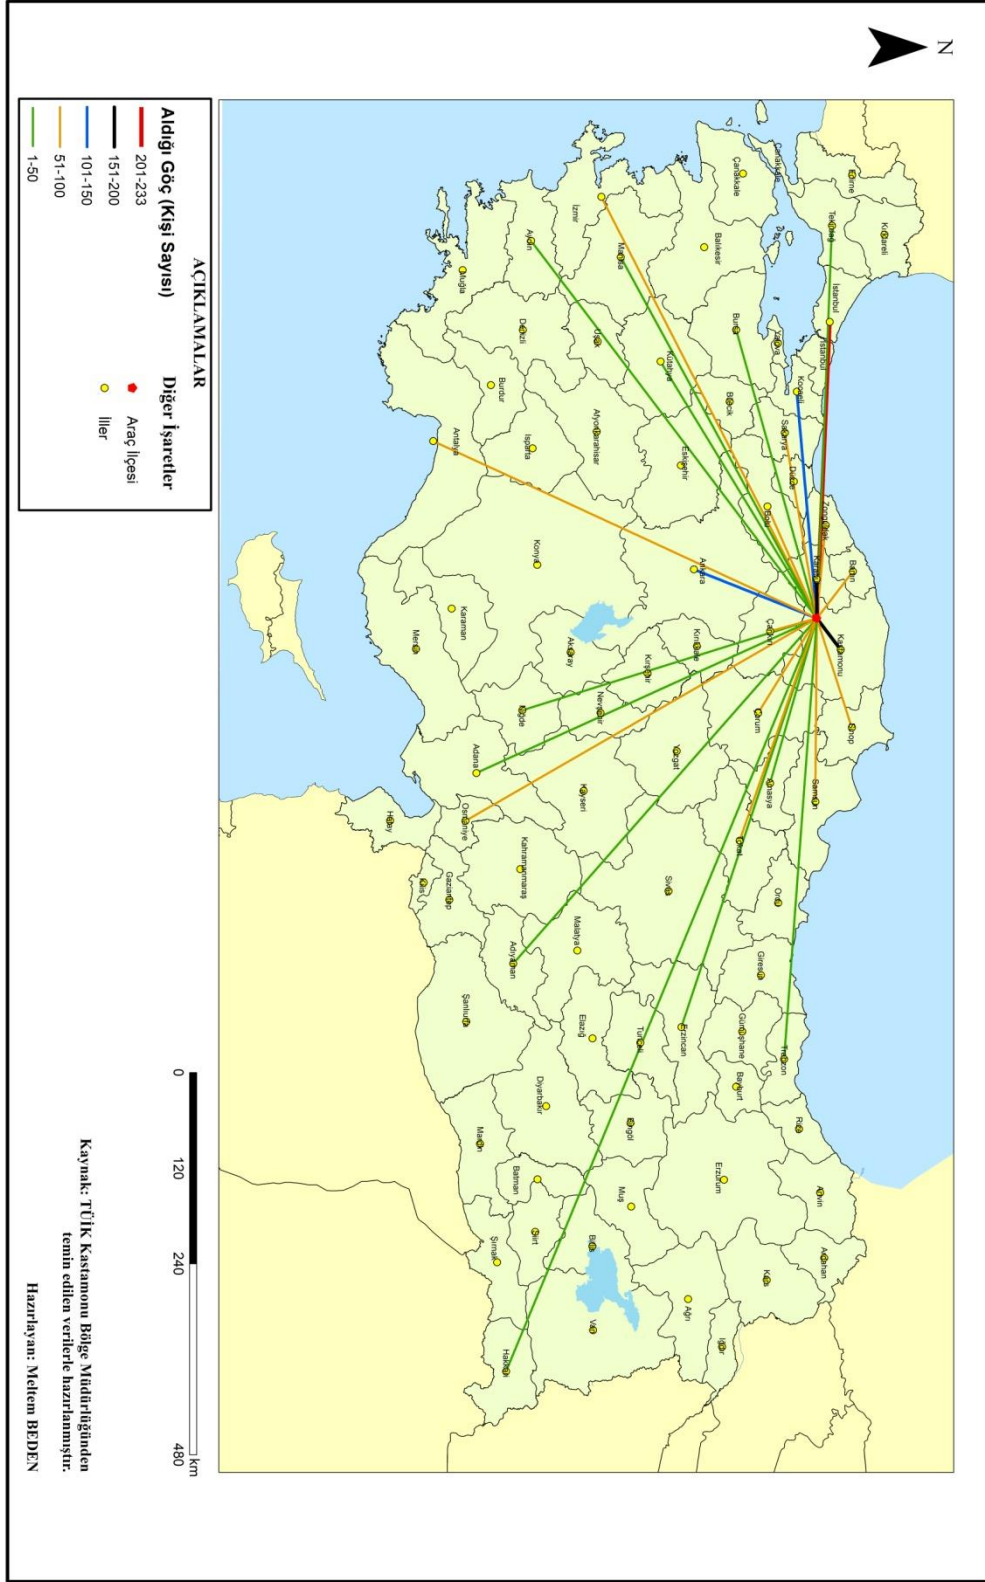 N
Edirne
Kırklareli
Tekirdağ
İstanbul
İstanbul
Çanakkale
Çanakkale
Balıkesir
Bursa
Yalova
Kocaeli
Sakarya
Düzce
Bilecik
Bolu
Zonguldak
Bartın
Karabük
Kastamonu
Sinop
Samsun
Çankırı
Çorum
Amasya
Tokat
Ordu
Giresun
Gümüşhane
Trabzon
Bayburt
Rize
Artvin
Ardahan
Kars
Iğdır
Ağrı
Erzurum
Erzincan
Tunceli
Bingöl
Muş
Bitlis
Van
Hakkari
Şırnak
Siirt
Batman
Mardin
Diyarbakır
Elazığ
Malatya
Sivas
Yozgat
Kırıkkale
Kırşehir
Ankara
Eskişehir
Kütahya
Manisa
İzmir
Aydın
Muğla
Denizli
Uşak
Afyonkarahisar
Burdur
Isparta
Antalya
Konya
Karaman
Mersin
Aksaray
Nevşehir
Niğde
Kayseri
Adana
Osmaniye
Hatay
Kahramanmaraş
Gaziantep
Kilis
Adıyaman
Şanlıurfa
AÇIKLAMALAR
Aldığı Göç (Kişi Sayısı)
201-233
151-200
101-150
51-100
1-50
Diğer İşaretler
Araç İlçesi
İller
0 120 240 480
km
Kaynak: TÜİK Kastamonu Bölge Müdürlüğünden
temin edilen verilerle hazırlanmıştır.
Hazırlayan: Meltem BEDEN